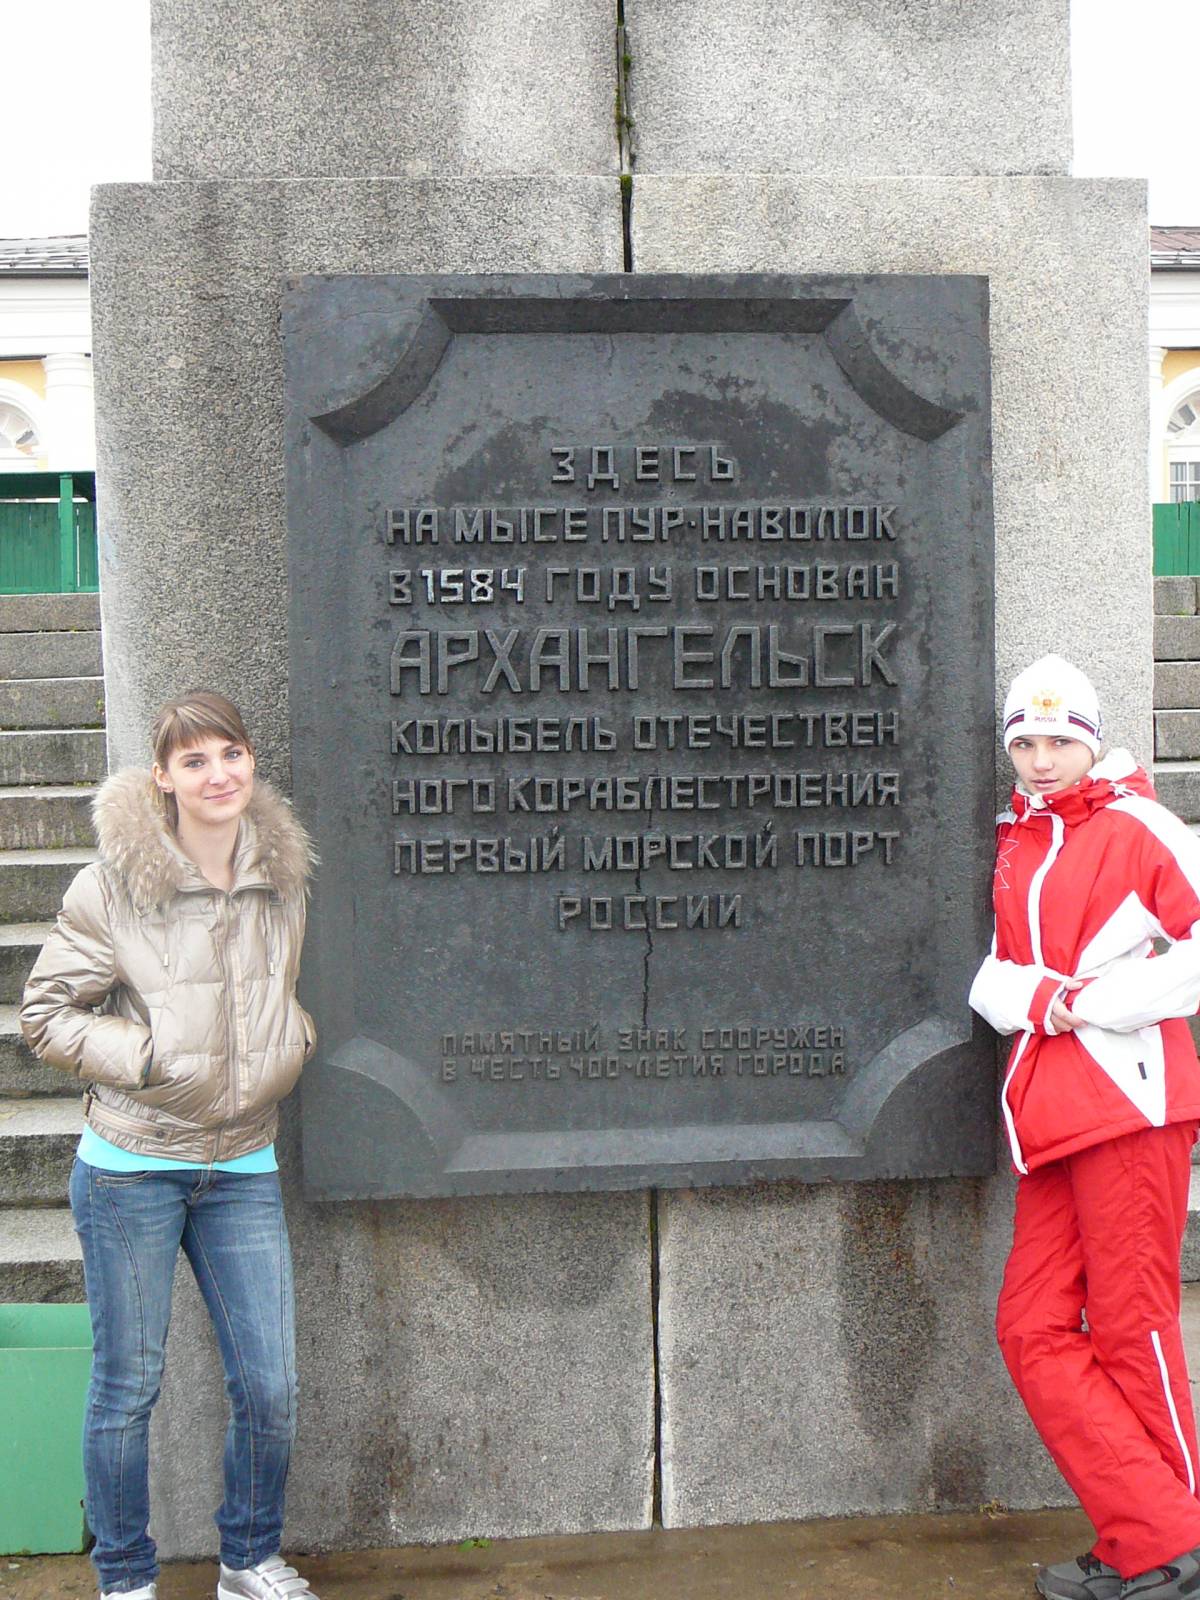 ЗДЕСЬ
НА МЫСЕ ПУР-НАВОЛОК
В 1584 ГОДУ ОСНОВАН
АРХАНГЕЛЬСК
КОЛЫБЕЛЬ ОТЕЧЕСТВЕН
НОГО КОРАБЛЕСТРОЕНИЯ
ПЕРВЫЙ МОРСКОЙ ПОРТ
РОССИИ
ПАМЯТНЫЙ ЗНАК СООРУЖЕН
В ЧЕСТЬ 400-ЛЕТИЯ ГОРОДА
RUSSIA